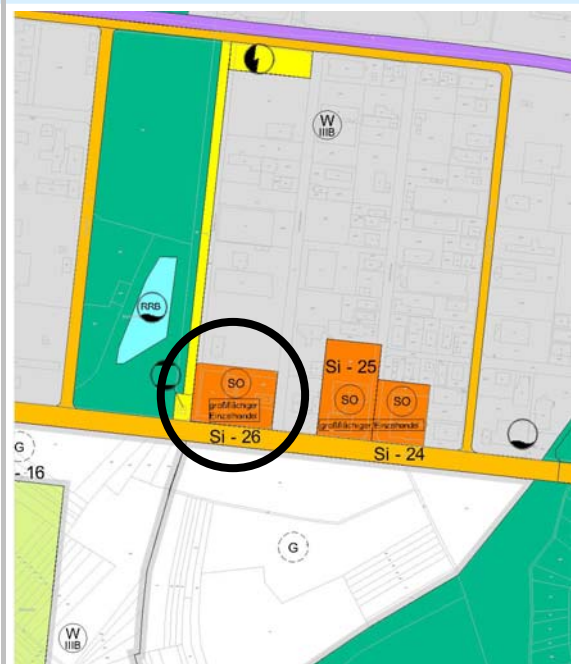 W
IIIB
RRB
Si - 25
SO
SO
SO
großflächiger
Einzelhandel
großflächiger Einzelhandel
Si - 26
Si - 24
G
- 16
G
W
IIIB